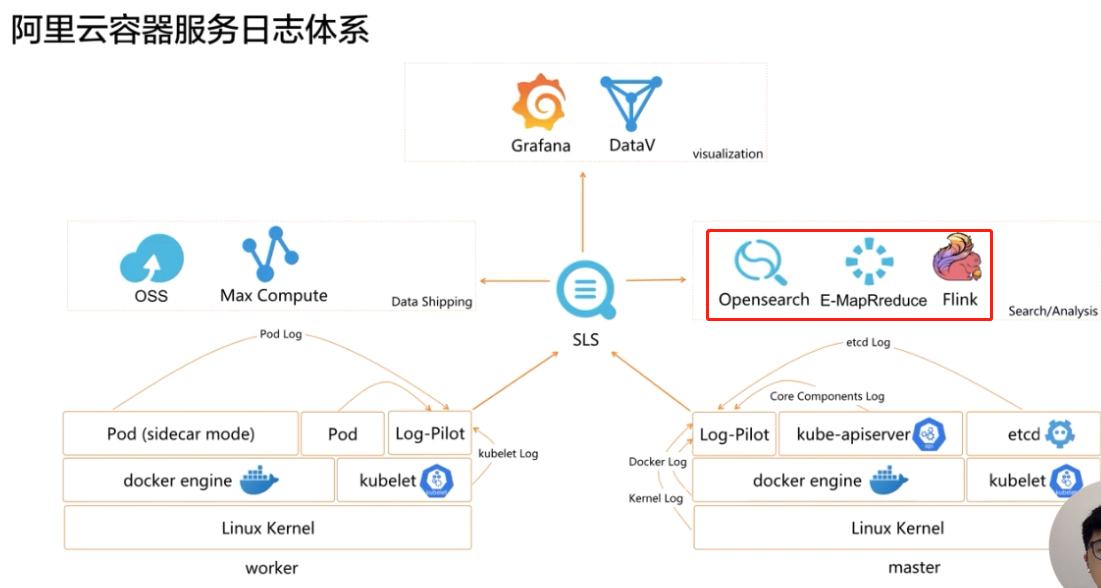 阿里云容器服务日志体系
Grafana
DataV
visualization
OSS
Max Compute
Data Shipping
SLS
Opensearch
E-MapRreduce
Flink
Search/Analysis
Pod Log
etcd Log
Core Components Log
Pod (sidecar mode)
Pod
Log-Pilot
kubelet Log
docker engine
kubelet
kubelet
Linux Kernel
worker
Log-Pilot
kube-apiserver
etcd
Docker Log
Kernel Log
docker engine
kubelet
kubelet
Linux Kernel
master